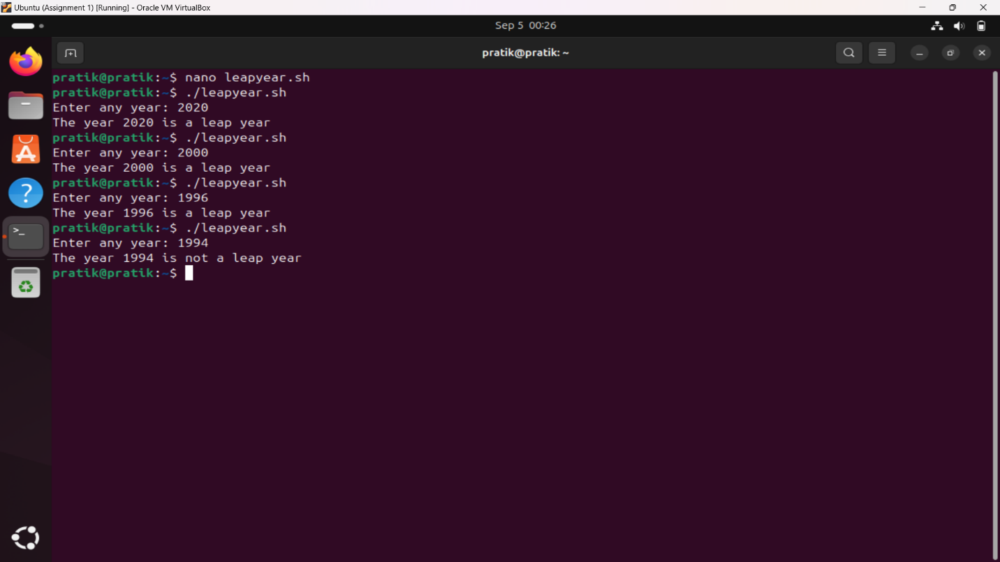 Ubuntu (Assignment 1) [Running] - Oracle VM VirtualBox
Sep 5 00:26
pratik@pratik: ~
pratik@pratik:~$ nano leapyear.sh
pratik@pratik:~$ ./leapyear.sh
Enter any year: 2020
The year 2020 is a leap year
pratik@pratik:~$ ./leapyear.sh
Enter any year: 2000
The year 2000 is a leap year
pratik@pratik:~$ ./leapyear.sh
Enter any year: 1996
The year 1996 is a leap year
pratik@pratik:~$ ./leapyear.sh
Enter any year: 1994
The year 1994 is not a leap year
pratik@pratik:~$